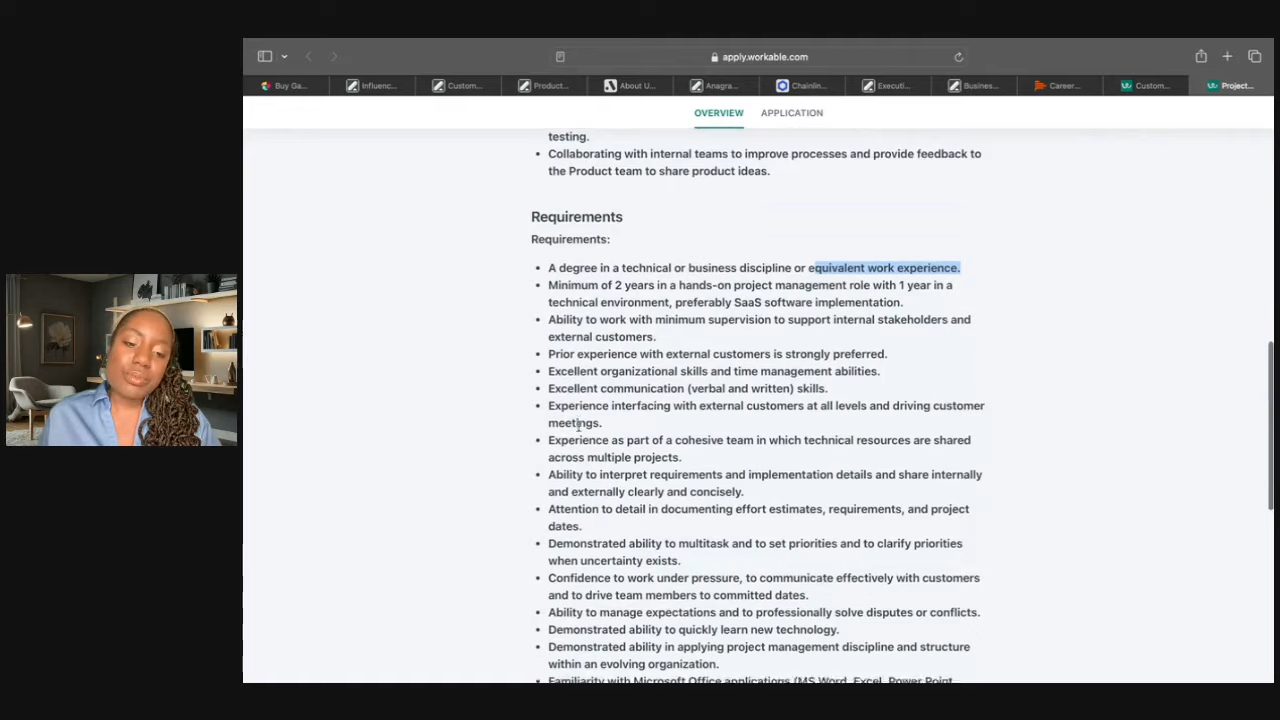 apply.workable.com
Buy Ga...
Influenc...
Custom...
Product...
About U...
Anagra...
Chainlin...
Executi...
Busines...
Career...
Custom...
Project...
OVERVIEW
APPLICATION
testing.
• Collaborating with internal teams to improve processes and provide feedback to
the Product team to share product ideas.
Requirements
Requirements:
• A degree in a technical or business discipline or equivalent work experience.
• Minimum of 2 years in a hands-on project management role with 1 year in a
technical environment, preferably SaaS software implementation.
• Ability to work with minimum supervision to support internal stakeholders and
external customers.
• Prior experience with external customers is strongly preferred.
• Excellent organizational skills and time management abilities.
• Excellent communication (verbal and written) skills.
• Experience interfacing with external customers at all levels and driving customer
meetings.
• Experience as part of a cohesive team in which technical resources are shared
across multiple projects.
• Ability to interpret requirements and implementation details and share internally
and externally clearly and concisely.
• Attention to detail in documenting effort estimates, requirements, and project
dates.
• Demonstrated ability to multitask and to set priorities and to clarify priorities
when uncertainty exists.
• Confidence to work under pressure, to communicate effectively with customers
and to drive team members to committed dates.
• Ability to manage expectations and to professionally solve disputes or conflicts.
• Demonstrated ability to quickly learn new technology.
• Demonstrated ability in applying project management discipline and structure
within an evolving organization.
• Familiarity with Microsoft Office applications (MS Word, Excel, Power Point,